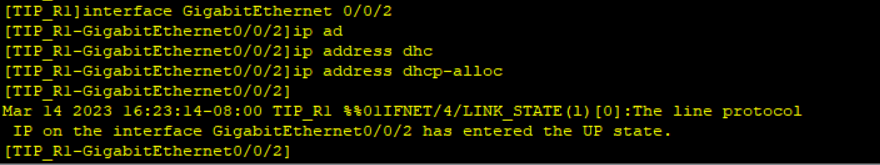 [TIP_R1]interface GigabitEthernet 0/0/2
[TIP_R1-GigabitEthernet0/0/2]ip ad
[TIP_R1-GigabitEthernet0/0/2]ip address dhc
[TIP_R1-GigabitEthernet0/0/2]ip address dhcp-alloc
[TIP_R1-GigabitEthernet0/0/2]
Mar 14 2023 16:23:14-08:00 TIP_R1 %%01IFNET/4/LINK_STATE(l)[0]:The line protocol
 IP on the interface GigabitEthernet0/0/2 has entered the UP state.
[TIP_R1-GigabitEthernet0/0/2]